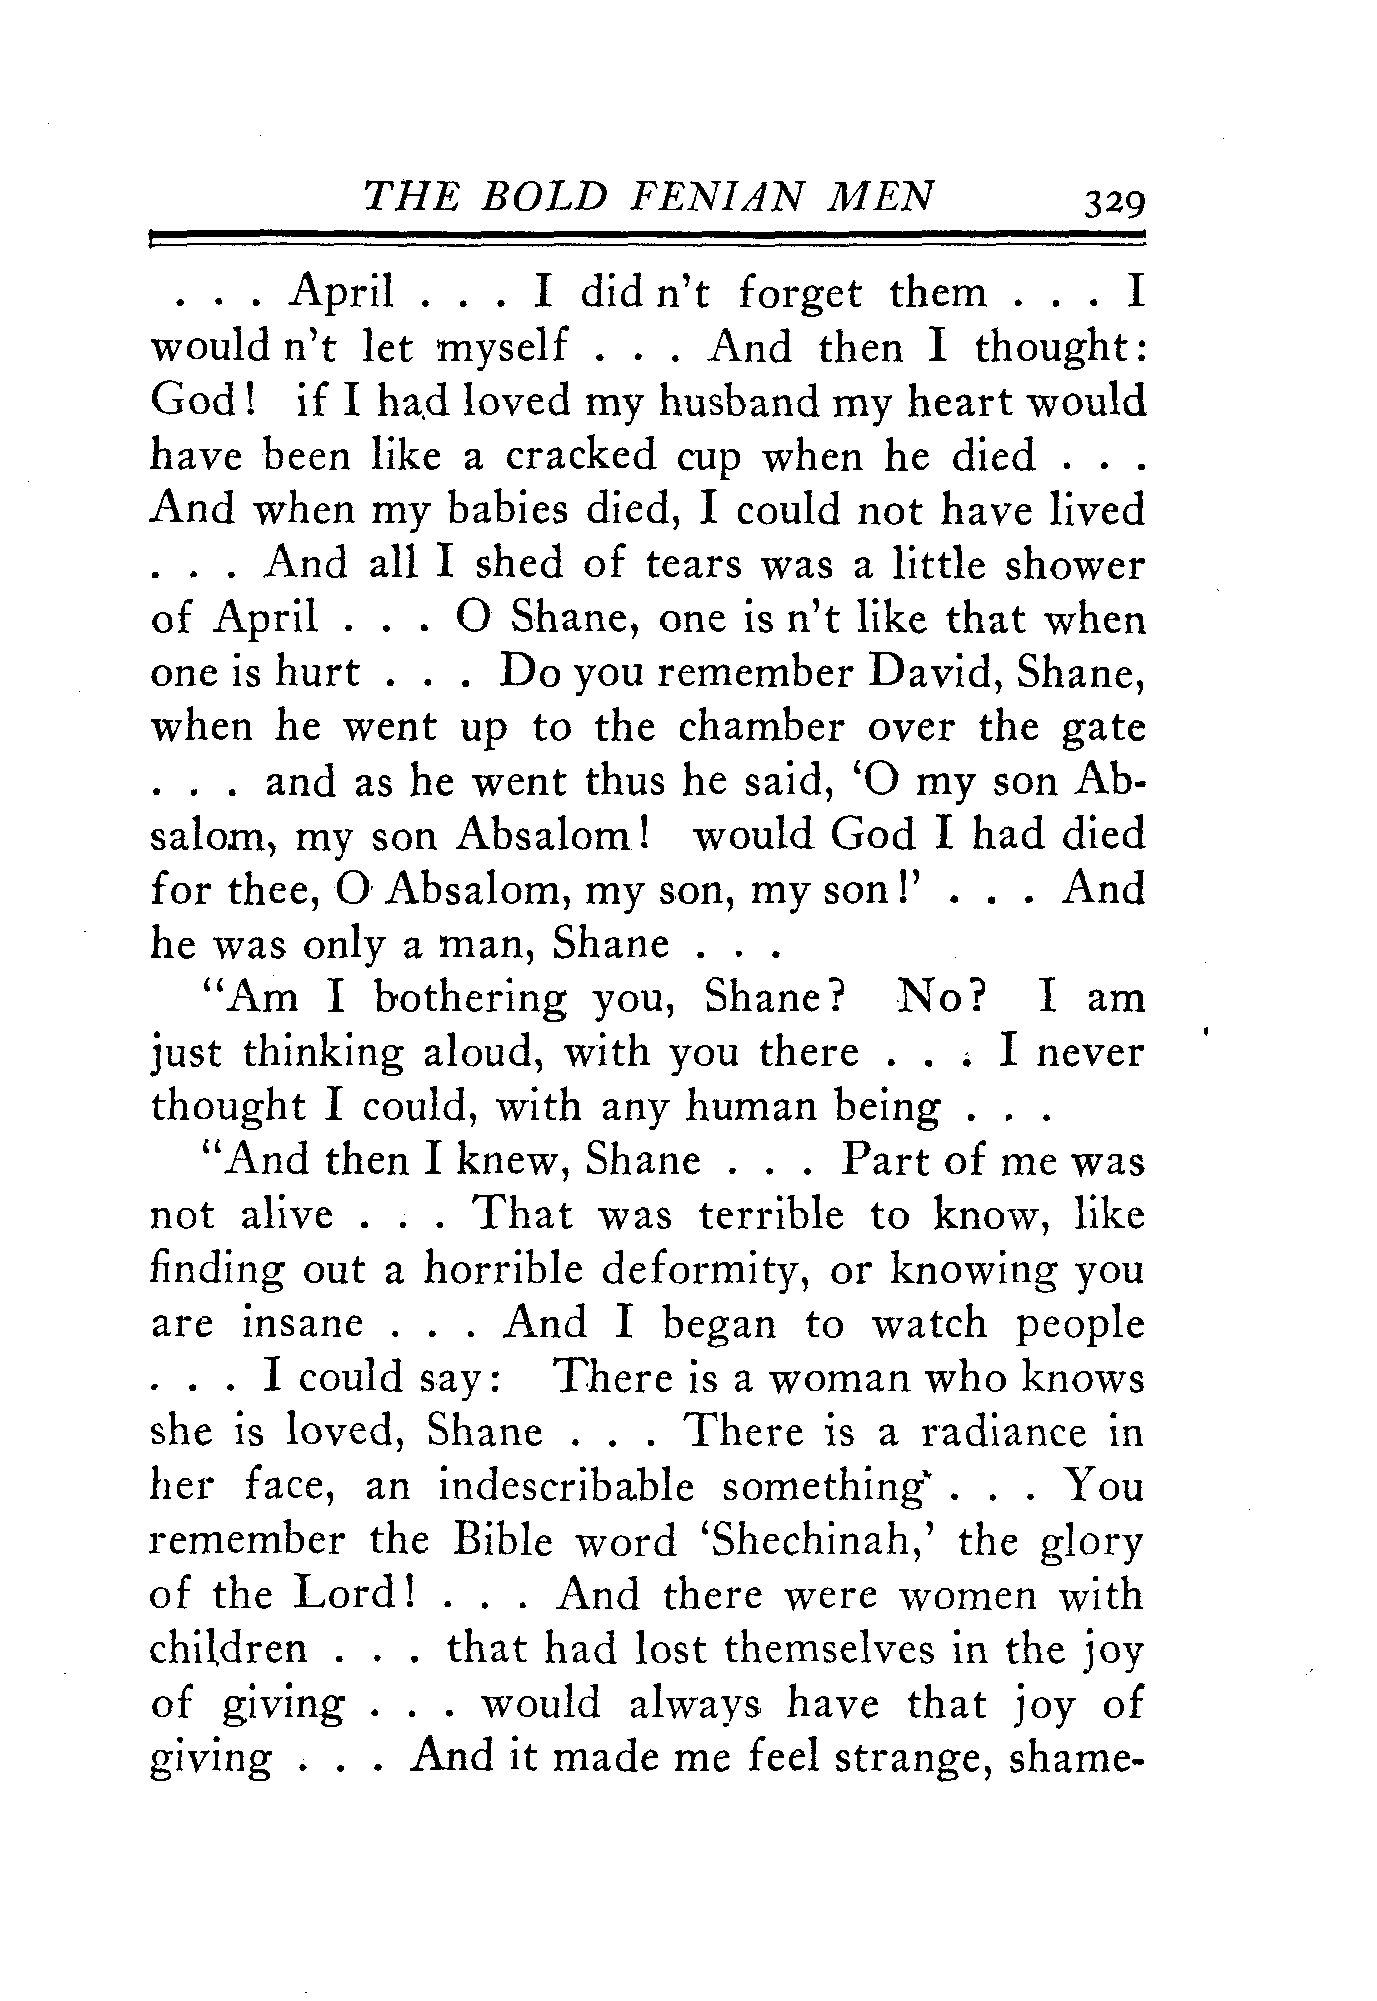 THE BOLD FENIAN MEN 329
. . . April . . . I did n't forget them . . . I
would n't let myself . . . And then I thought:
God! if I had loved my husband my heart would
have been like a cracked cup when he died . . .
And when my babies died, I could not have lived
. . . And all I shed of tears was a little shower
of April . . . O Shane, one is n't like that when
one is hurt . . . Do you remember David, Shane,
when he went up to the chamber over the gate
. . . and as he went thus he said, 'O my son Ab-
salom, my son Absalom! would God I had died
for thee, O Absalom, my son, my son!' . . . And
he was only a man, Shane . . .
"Am I bothering you, Shane? No? I am
just thinking aloud, with you there . . . I never
thought I could, with any human being . . .
"And then I knew, Shane . . . Part of me was
not alive . . . That was terrible to know, like
finding out a horrible deformity, or knowing you
are insane . . . And I began to watch people
. . . I could say: There is a woman who knows
she is loved, Shane . . . There is a radiance in
her face, an indescribable something . . . You
remember the Bible word 'Shechinah,' the glory
of the Lord! . . . And there were women with
children . . . that had lost themselves in the joy
of giving . . . would always have that joy of
giving . . . And it made me feel strange, shame-